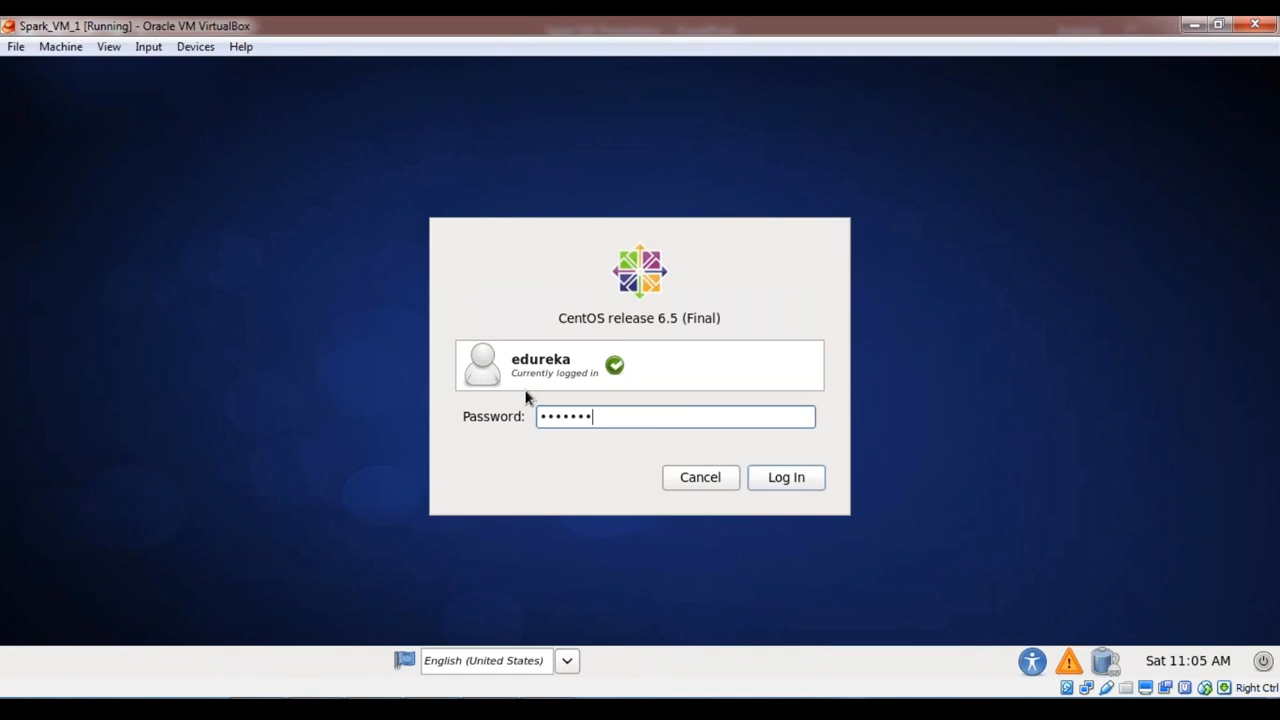 Spark_VM_1 [Running] - Oracle VM VirtualBox
File Machine View Input Devices Help
CentOS release 6.5 (Final)
edureka
Currently logged in
Password: •••••••
Cancel Log In
English (United States) Sat 11:05 AM
Right Ctrl